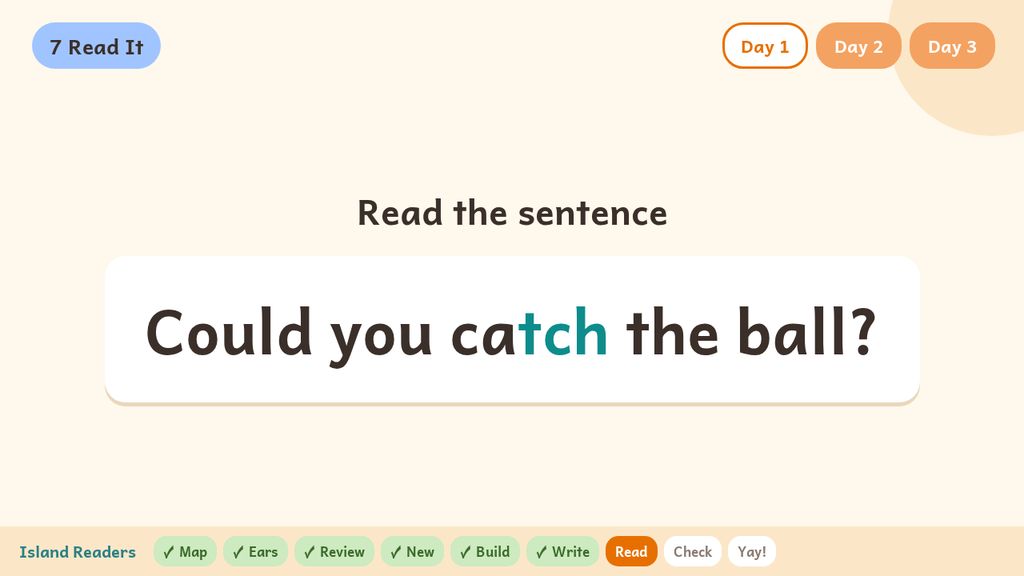 7 Read It
Day 1
Day 2
Day 3
Read the sentence
Could you catch the ball?
Island Readers
✓ Map
✓ Ears
✓ Review
✓ New
✓ Build
✓ Write
Read
Check
Yay!